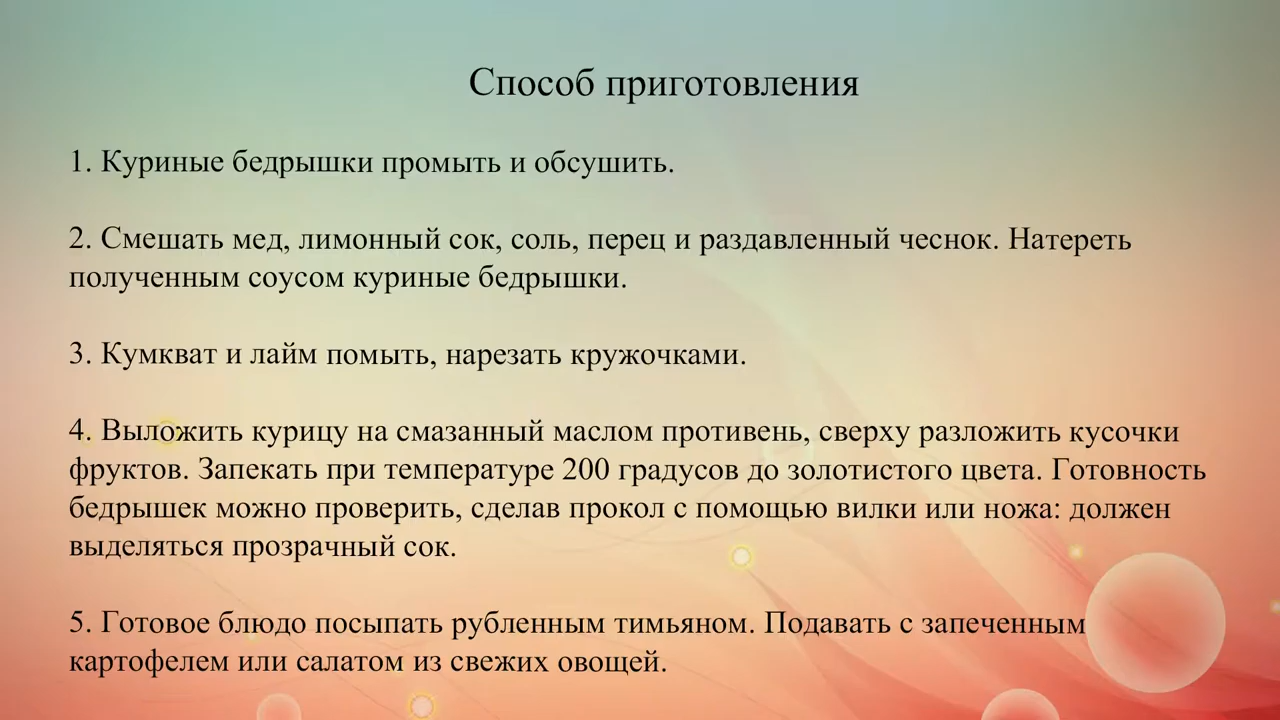 Способ приготовления
1. Куриные бедрышки промыть и обсушить.
2. Смешать мед, лимонный сок, соль, перец и раздавленный чеснок. Натереть
полученным соусом куриные бедрышки.
3. Кумкват и лайм помыть, нарезать кружочками.
4. Выложить курицу на смазанный маслом противень, сверху разложить кусочки
фруктов. Запекать при температуре 200 градусов до золотистого цвета. Готовность
бедрышек можно проверить, сделав прокол с помощью вилки или ножа: должен
выделяться прозрачный сок.
5. Готовое блюдо посыпать рубленным тимьяном. Подавать с запеченным
картофелем или салатом из свежих овощей.